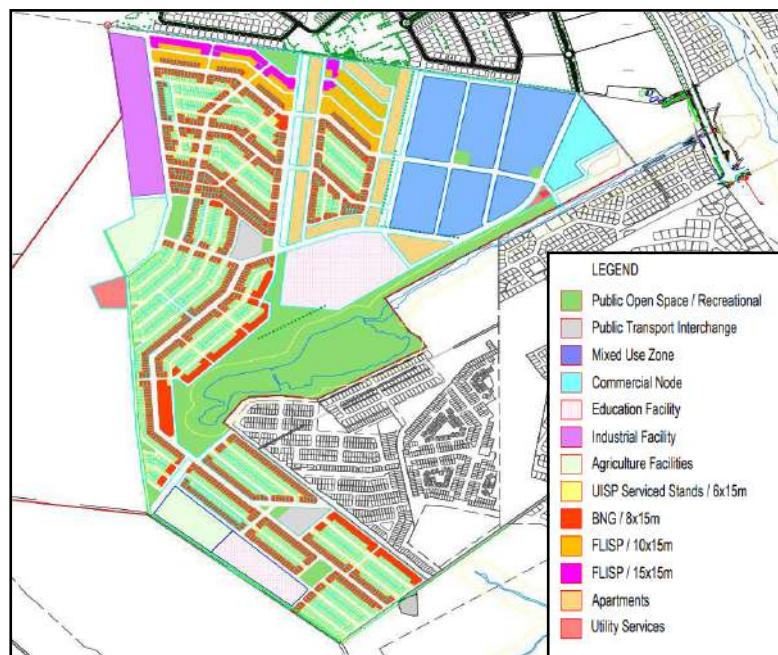 LEGEND
Public Open Space / Recreational
Public Transport Interchange
Mixed Use Zone
Commercial Node
Education Facility
Industrial Facility
Agriculture Facilities
UISP Serviced Stands / 6x15m
BNG / 8x15m
FLISP / 10x15m
FLISP / 15x15m
Apartments
Utility Services